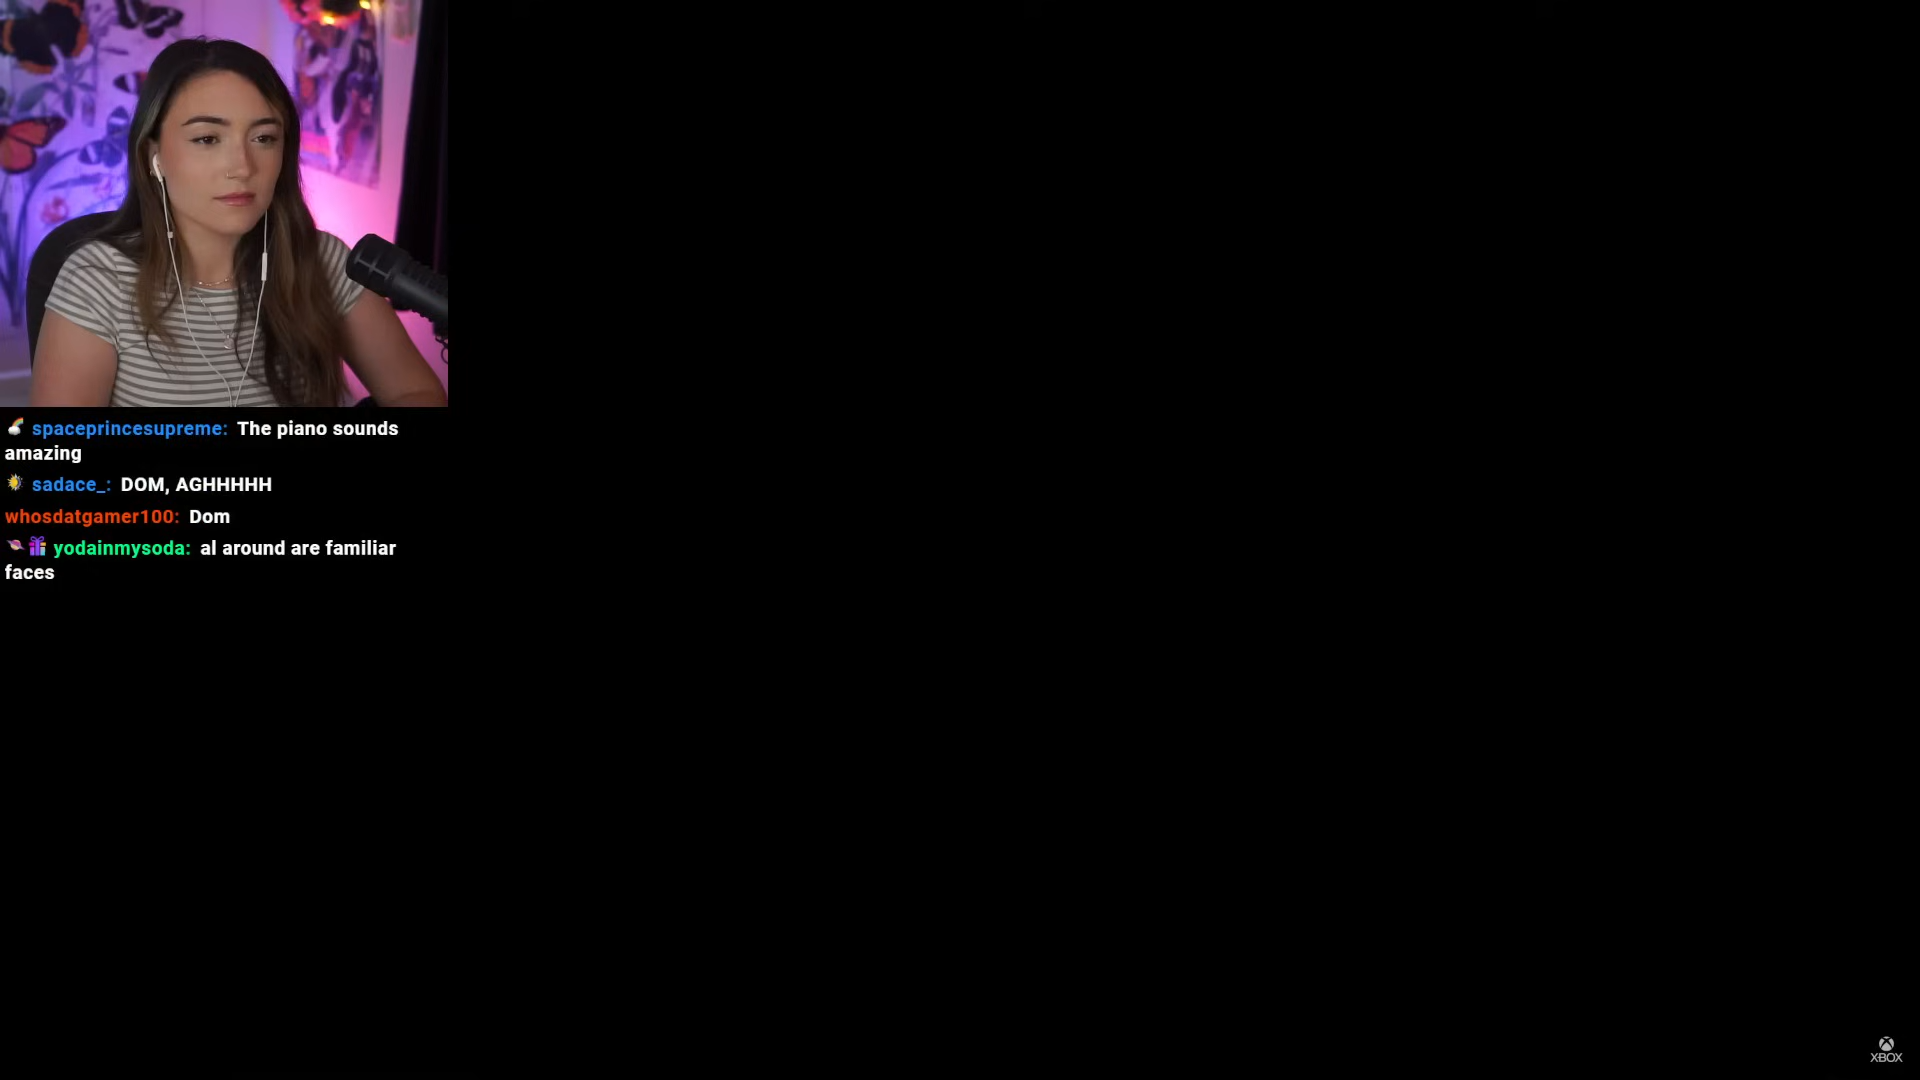 spaceprincesupreme: The piano sounds
amazing
sadace_: DOM, AGHHHHH
whosdatgamer100: Dom
yodainmysoda: al around are familiar
faces
XBOX